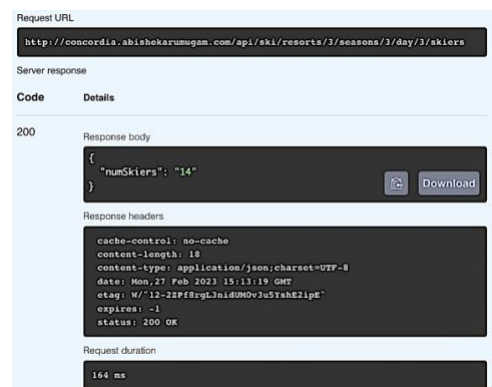 Request URL
http://concordia.abishekarumugam.com/api/ski/resorts/3/seasons/3/day/3/skiers
Server response
Code Details
200
Response body
{
"numSkiers": "14"
}
Download
Response headers
cache-control: no-cache
content-length: 18
content-type: application/json;charset=UTF-8
date: Mon,27 Feb 2023 15:13:19 GMT
etag: W/"12-2ZPf8rgL3nidUMOv3u5YshE2ipE"
expires: -1
status: 200 OK
Request duration
164 ms